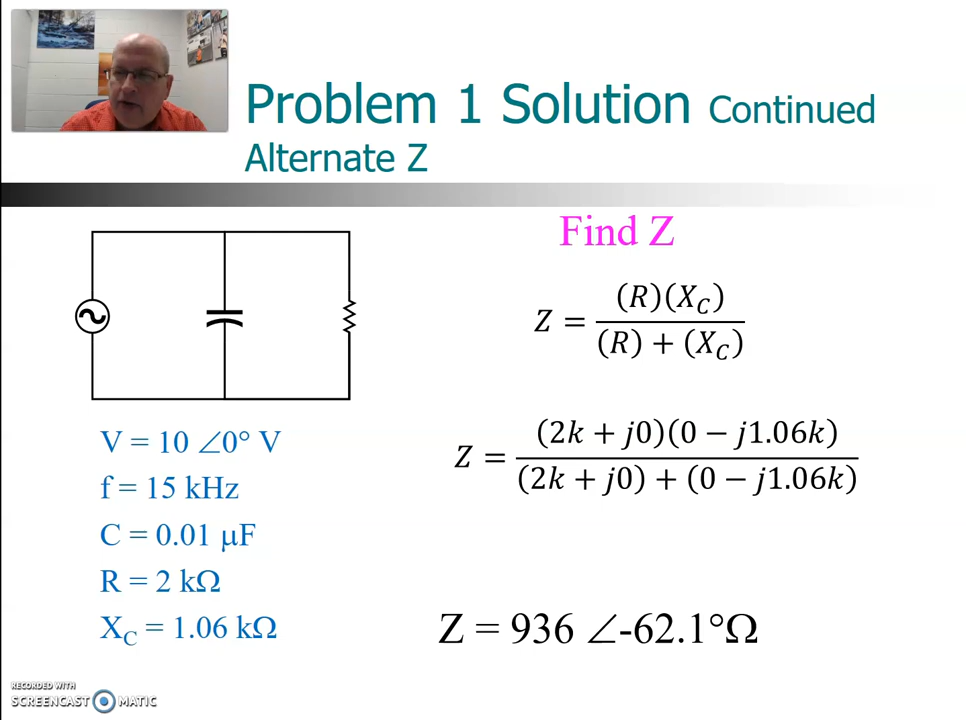 Problem 1 Solution Continued
Alternate Z
Find Z
Z = (R)(X_C) / ((R) + (X_C))
Z = (2k + j0)(0 − j1.06k) / ((2k + j0) + (0 − j1.06k))
V = 10 ∠0° V
f = 15 kHz
C = 0.01 μF
R = 2 kΩ
X_C = 1.06 kΩ
Z = 936 ∠-62.1°Ω
RECORDED WITH
SCREENCAST MATIC